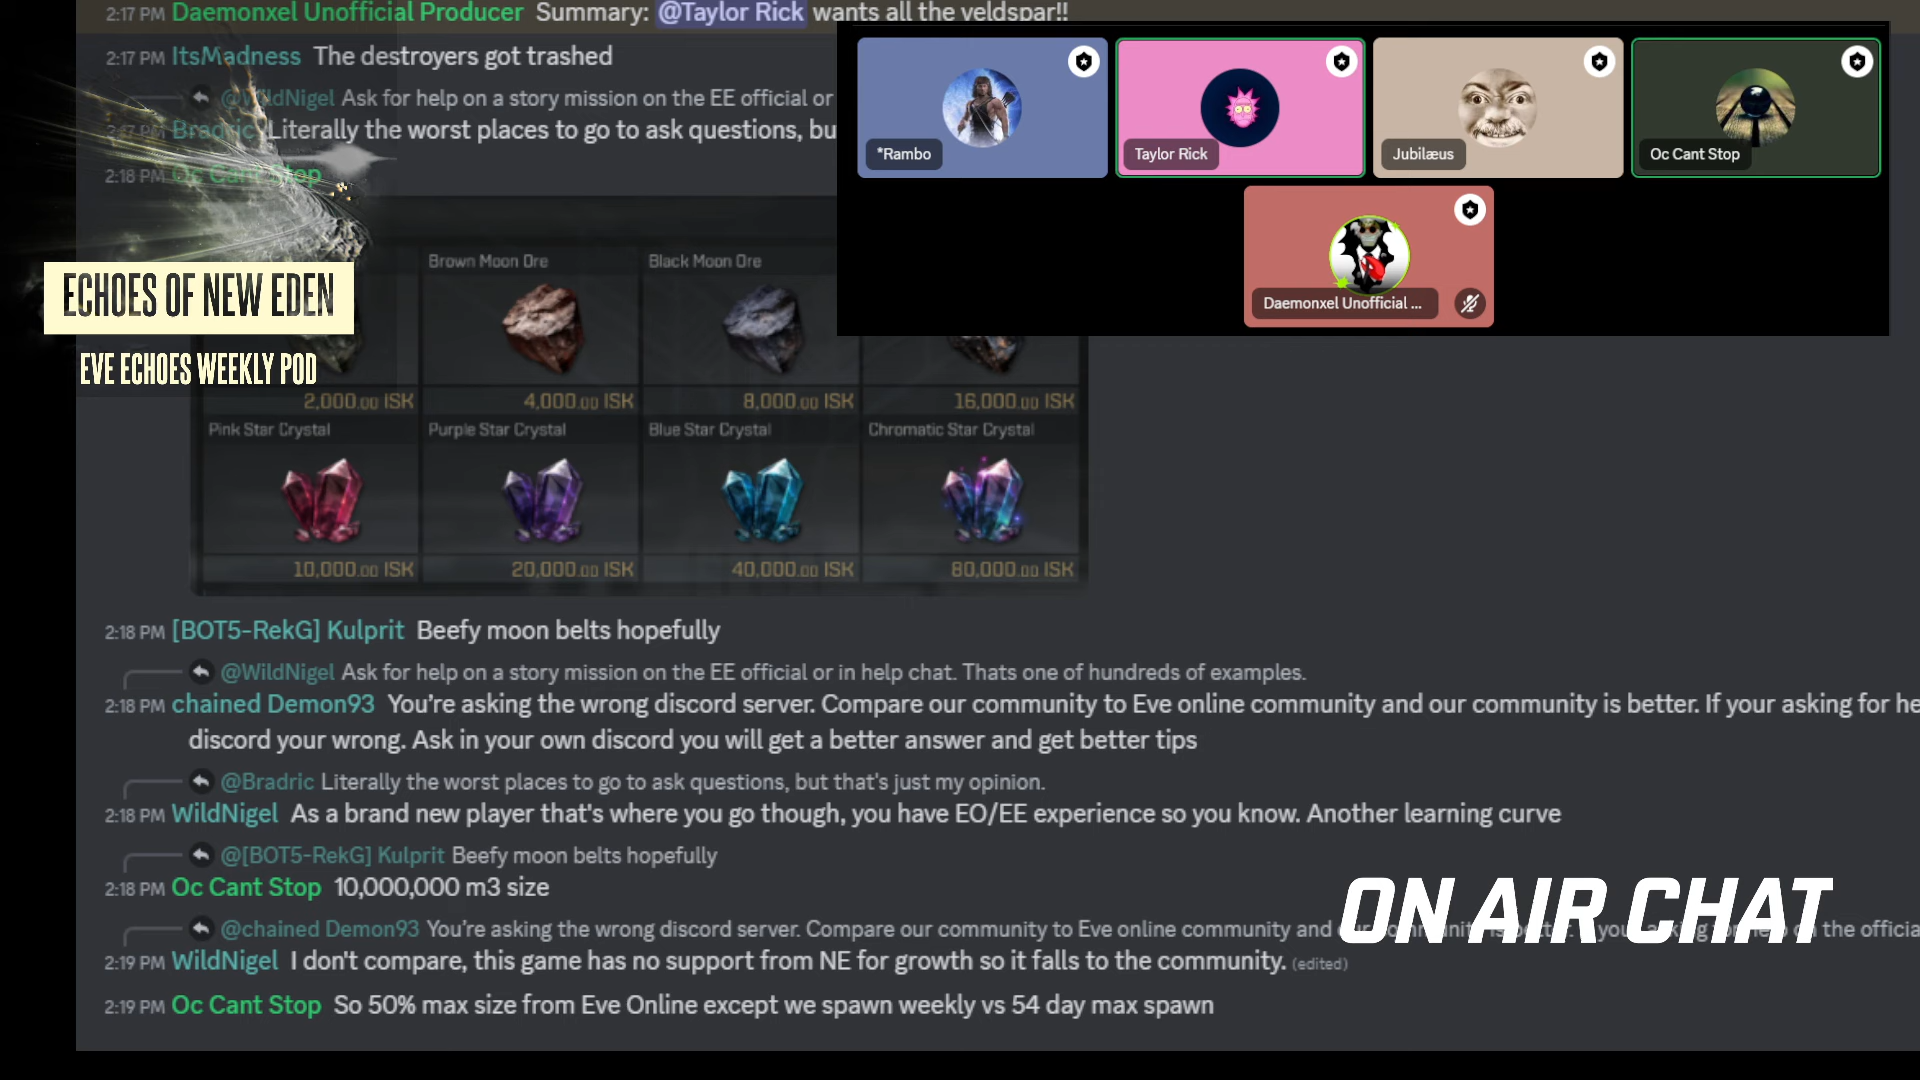 2:17 PM Daemonxel Unofficial Producer Summary: @Taylor Rick wants all the veldspar!!
2:17 PM ItsMadness The destroyers got trashed
@WildNigel Ask for help on a story mission on the EE official or
2:17 PM Bradric Literally the worst places to go to ask questions, bu
2:18 PM Oc Cant Stop
*Rambo
Taylor Rick
Jubilæus
Oc Cant Stop
Daemonxel Unofficial ...
ECHOES OF NEW EDEN
EVE ECHOES WEEKLY POD
Brown Moon Ore
Black Moon Ore
2,000.00 ISK
4,000.00 ISK
8,000.00 ISK
16,000.00 ISK
Pink Star Crystal
Purple Star Crystal
Blue Star Crystal
Chromatic Star Crystal
10,000.00 ISK
20,000.00 ISK
40,000.00 ISK
80,000.00 ISK
2:18 PM [BOT5-RekG] Kulprit Beefy moon belts hopefully
@WildNigel Ask for help on a story mission on the EE official or in help chat. Thats one of hundreds of examples.
2:18 PM chained Demon93 You're asking the wrong discord server. Compare our community to Eve online community and our community is better. If your asking for he
discord your wrong. Ask in your own discord you will get a better answer and get better tips
@Bradric Literally the worst places to go to ask questions, but that's just my opinion.
2:18 PM WildNigel As a brand new player that's where you go though, you have EO/EE experience so you know. Another learning curve
@[BOT5-RekG] Kulprit Beefy moon belts hopefully
2:18 PM Oc Cant Stop 10,000,000 m3 size
@chained Demon93 You're asking the wrong discord server. Compare our community to Eve online community and the officia
ON AIR CHAT
2:19 PM WildNigel I don't compare, this game has no support from NE for growth so it falls to the community. (edited)
2:19 PM Oc Cant Stop So 50% max size from Eve Online except we spawn weekly vs 54 day max spawn